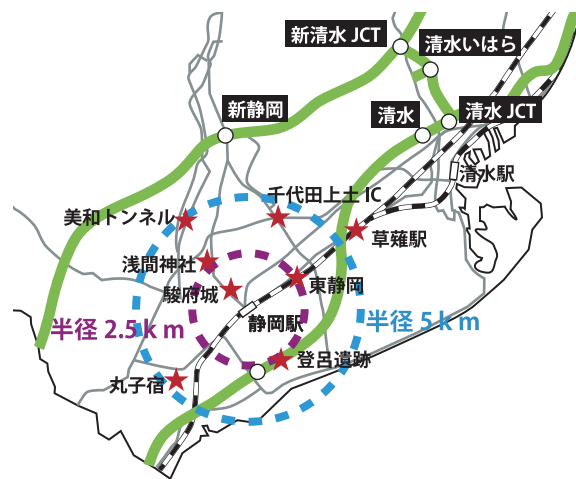 新清水 JCT
清水いはら
新静岡
清水
清水 JCT
清水駅
美和トンネル
千代田上土 IC
草薙駅
浅間神社
駿府城
東静岡
静岡駅
半径 2.5ｋｍ
半径 5ｋｍ
登呂遺跡
丸子宿